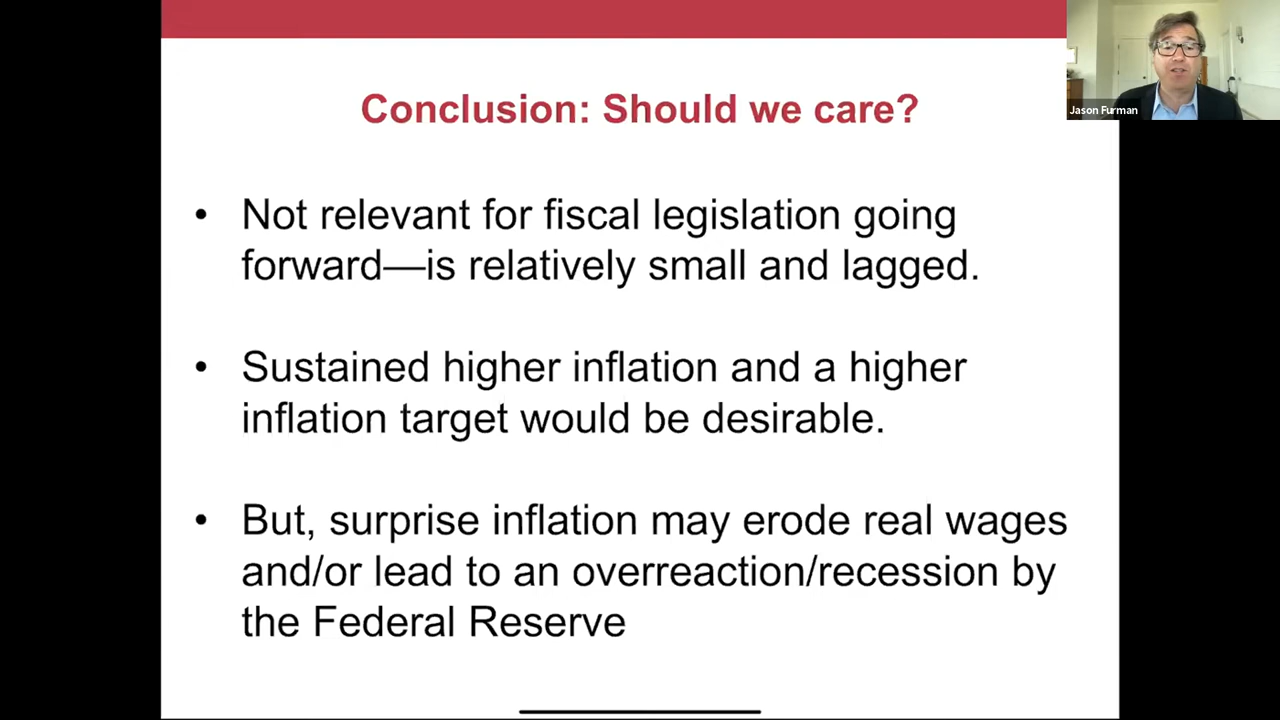 Conclusion: Should we care?
Jason Furman
• Not relevant for fiscal legislation going
forward—is relatively small and lagged.
• Sustained higher inflation and a higher
inflation target would be desirable.
• But, surprise inflation may erode real wages
and/or lead to an overreaction/recession by
the Federal Reserve